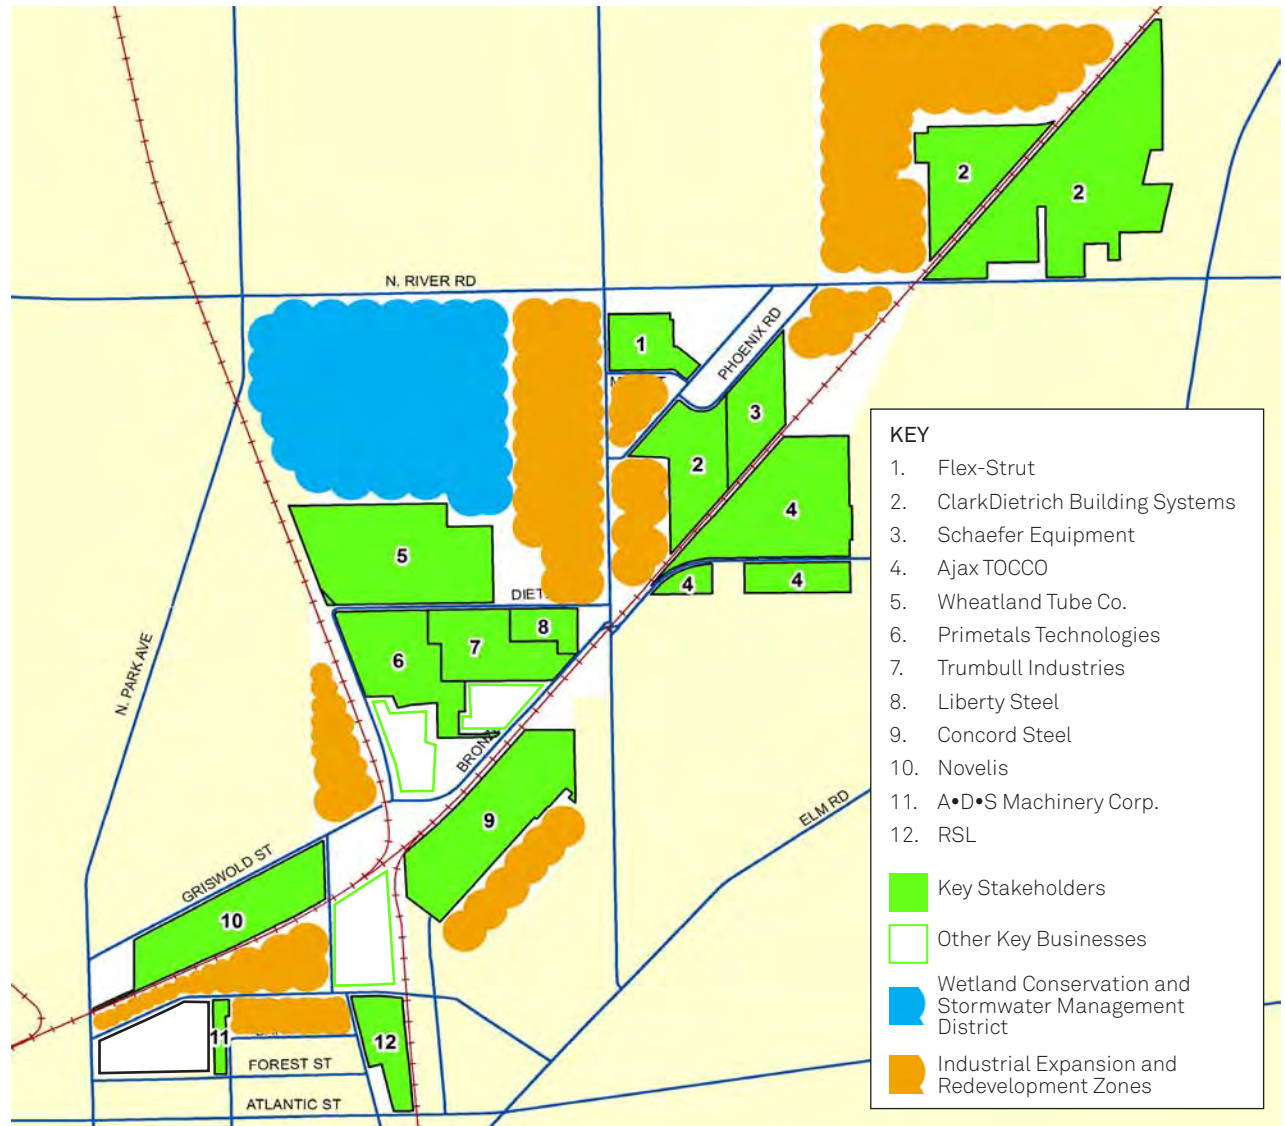 2
2
N. RIVER RD
1
PHOENIX RD
3
2
4
5
4
4
DIET
8
7
6
N. PARK AVE
BRON
9
ELM RD
GRISWOLD ST
10
11
12
FOREST ST
ATLANTIC ST
KEY
1. Flex-Strut
2. ClarkDietrich Building Systems
3. Schaefer Equipment
4. Ajax TOCCO
5. Wheatland Tube Co.
6. Primetals Technologies
7. Trumbull Industries
8. Liberty Steel
9. Concord Steel
10. Novelis
11. A•D•S Machinery Corp.
12. RSL
Key Stakeholders
Other Key Businesses
Wetland Conservation and
Stormwater Management
District
Industrial Expansion and
Redevelopment Zones